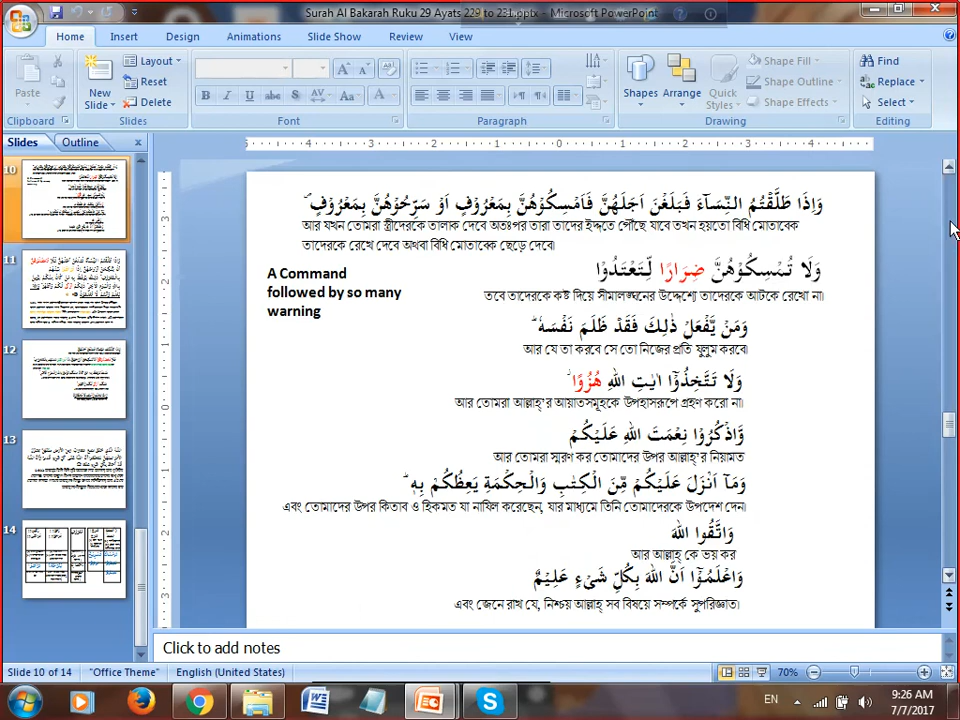 Surah Al Bakarah Ruku 29 Ayats 229 to 231.pptx - Microsoft PowerPoint
Home Insert Design Animations Slide Show Review View
Paste
New Slide
Layout
Reset
Delete
Shapes
Arrange
Quick Styles
Shape Fill
Shape Outline
Shape Effects
Find
Replace
Select
Clipboard Slides Font Paragraph Drawing Editing
Slides Outline
10
11
12
13
14
وَاِذَا طَلَّقْتُمُ النِّسَآءَ فَبَلَغْنَ اَجَلَهُنَّ فَاَمْسِكُوْهُنَّ بِمَعْرُوْفٍ اَوْ سَرِّحُوْهُنَّ بِمَعْرُوْفٍ ۪
আর যখন তোমরা স্ত্রীদেরকে তালাক দেবে অতঃপর তারা তাদের ইদ্দতে পৌঁছে যাবে তখন হয়তো বিধি মোতাবেক
তাদেরকে রেখে দেবে অথবা বিধি মোতাবেক ছেড়ে দেবে।
وَلَا تُمْسِكُوْهُنَّ ضِرَارًا لِّتَعْتَدُوْا
A Command
followed by so many
warning
তবে তাদেরকে কষ্ট দিয়ে সীমালঙ্ঘনের উদ্দেশ্যে তাদেরকে আটকে রেখো না।
وَمَنْ يَّفْعَلْ ذٰلِكَ فَقَدْ ظَلَمَ نَفْسَهٗ ؕ
আর যে তা করবে সে তো নিজের প্রতি যুলুম করবে।
وَلَا تَتَّخِذُوْٓا اٰيٰتِ اللّٰهِ هُزُوًا ؗ
আর তোমরা আল্লাহ্'র আয়াতসমূহকে উপহাসরূপে গ্রহণ করো না।
وَّاذْكُرُوْا نِعْمَتَ اللّٰهِ عَلَيْكُمْ
আর তোমরা স্মরণ কর তোমাদের উপর আল্লাহ্'র নিয়ামত
وَمَآ اَنْزَلَ عَلَيْكُمْ مِّنَ الْكِتٰبِ وَالْحِكْمَةِ يَعِظُكُمْ بِهٖ ؕ
এবং তোমাদের উপর কিতাব ও হিকমত যা নাযিল করেছেন, যার মাধ্যমে তিনি তোমাদেরকে উপদেশ দেন।
وَاتَّقُوا اللّٰهَ
আর আল্লাহ্ কে ভয় কর
وَاعْلَمُوْٓا اَنَّ اللّٰهَ بِكُلِّ شَیْءٍ عَلِيْمٌ
এবং জেনে রাখ যে, নিশ্চয় আল্লাহ্ সব বিষয়ে সম্পর্কে সুপরিজ্ঞাত।
Click to add notes
Slide 10 of 14 "Office Theme" English (United States) 70%
EN
9:26 AM
7/7/2017